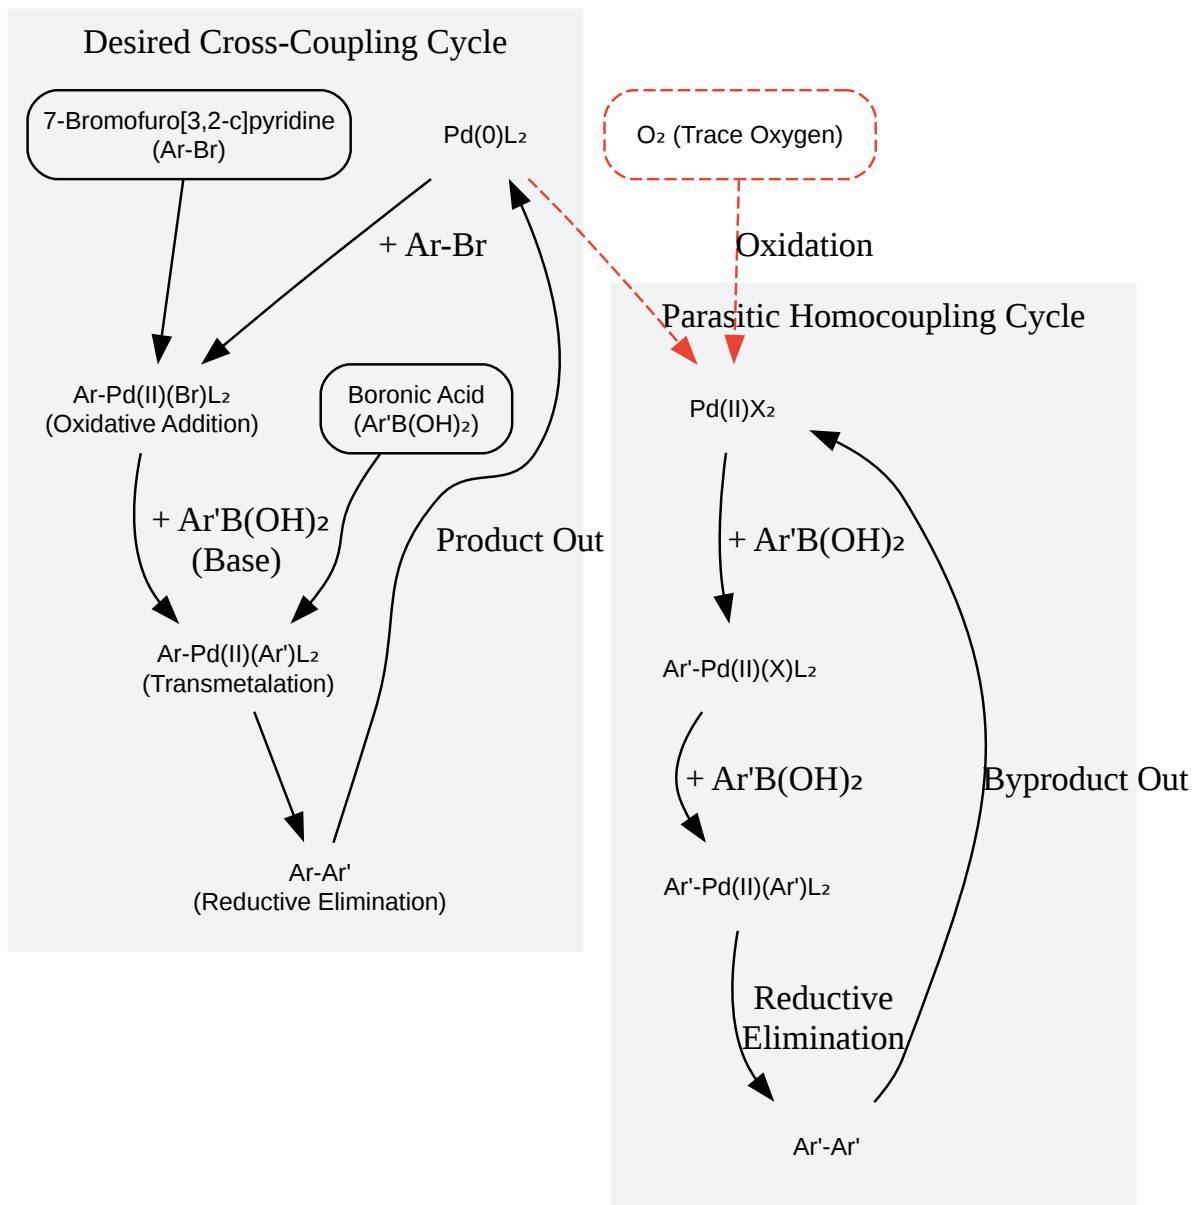 Desired Cross-Coupling Cycle
7-Bromofuro[3,2-c]pyridine
(Ar-Br)
Pd(0)L₂
O₂ (Trace Oxygen)
+ Ar-Br
Oxidation
Parasitic Homocoupling Cycle
Ar-Pd(II)(Br)L₂
(Oxidative Addition)
Boronic Acid
(Ar'B(OH)₂)
Pd(II)X₂
+ Ar'B(OH)₂
(Base)
Product Out
+ Ar'B(OH)₂
Ar-Pd(II)(Ar')L₂
(Transmetalation)
Ar'-Pd(II)(X)L₂
+ Ar'B(OH)₂
Byproduct Out
Ar-Ar'
(Reductive Elimination)
Ar'-Pd(II)(Ar')L₂
Reductive
Elimination
Ar'-Ar'